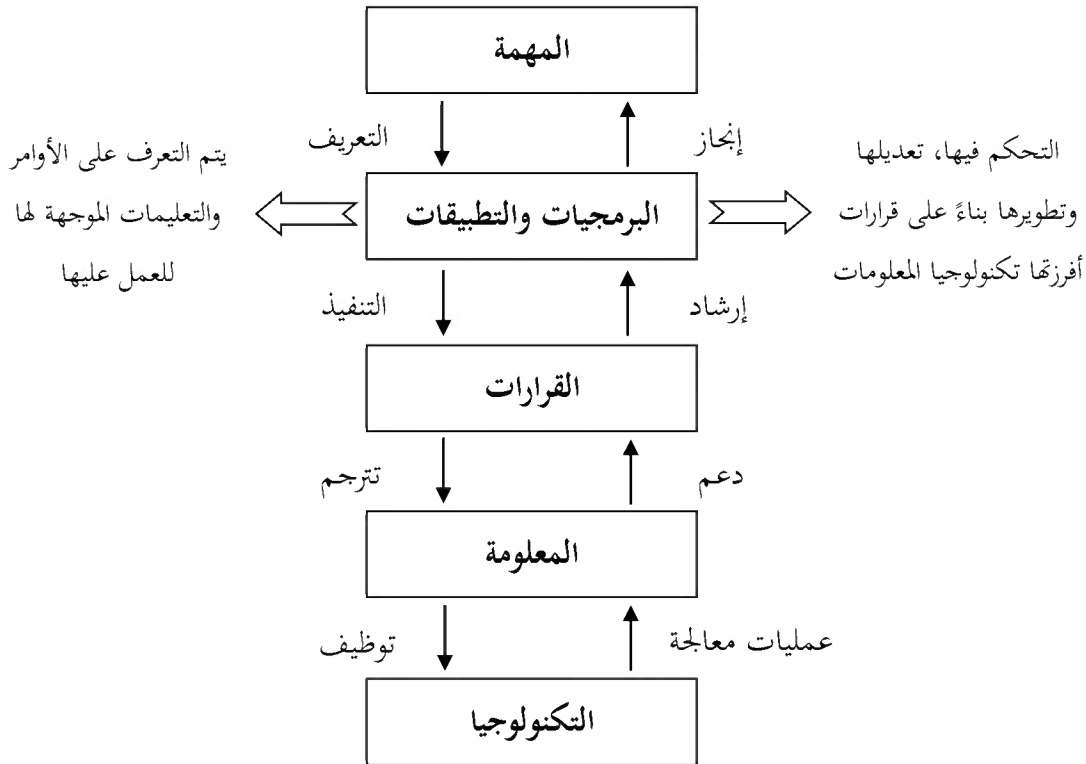 المهمة
إنجاز
التعريف
التحكم فيها، تعديلها
وتطويرها بناءً على قرارات
أفرزتها تكنولوجيا المعلومات
البرمجيات والتطبيقات
يتم التعرف على الأوامر
والتعليمات الموجهة لها
للعمل عليها
إرشاد
التنفيذ
القرارات
دعم
تترجم
المعلومة
عمليات معالجة
توظيف
التكنولوجيا